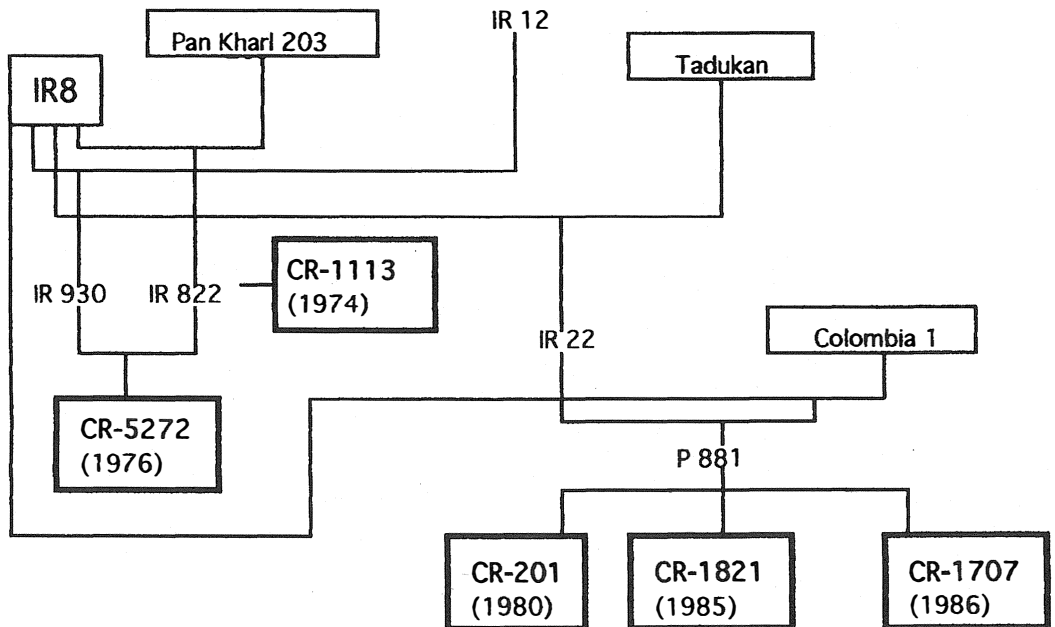 IR 12
Pan Kharl 203
Tadukan
IR8
CR-1113
(1974)
IR 930
IR 822
IR 22
Colombia 1
CR-5272
(1976)
P 881
CR-201
(1980)
CR-1821
(1985)
CR-1707
(1986)